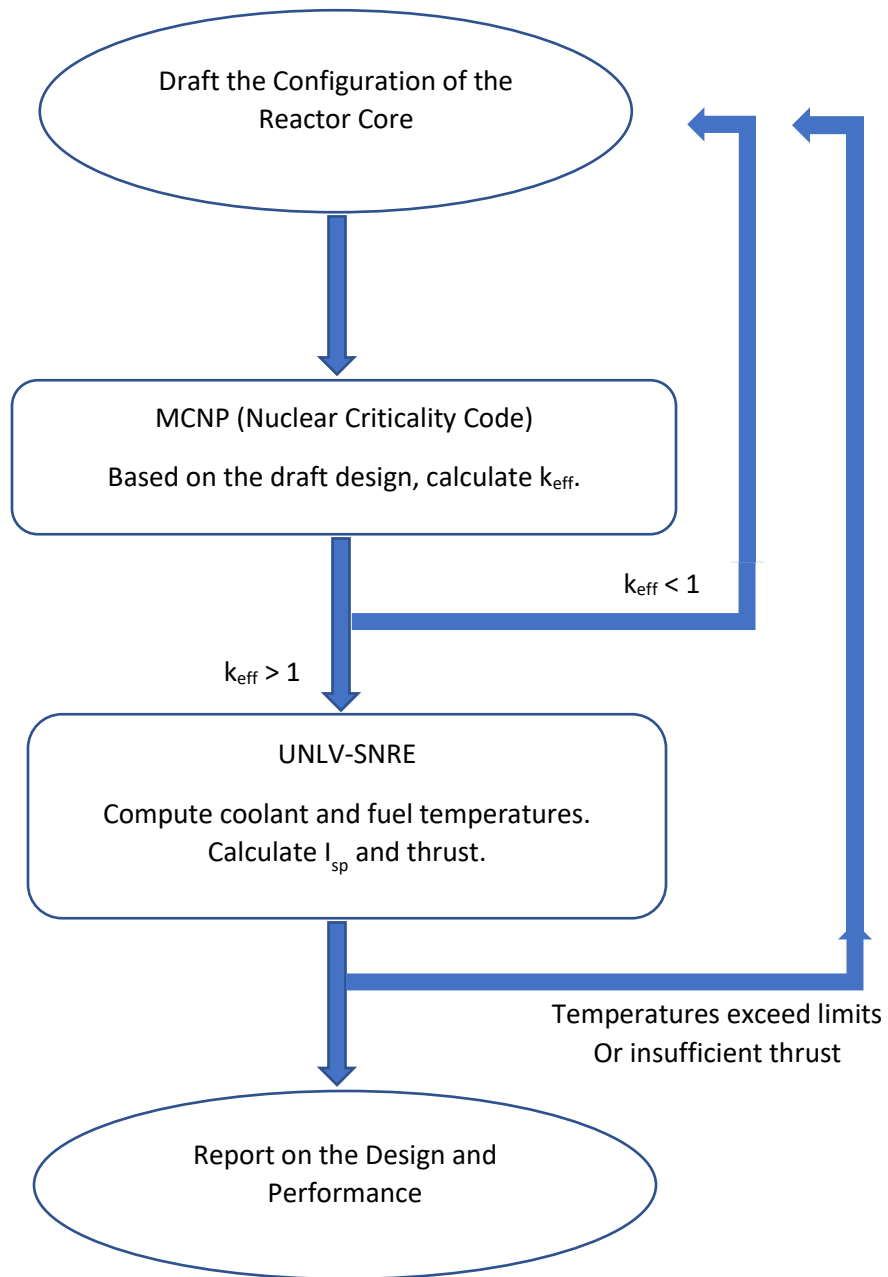 Draft the Configuration of the
Reactor Core
MCNP (Nuclear Criticality Code)
Based on the draft design, calculate keff.
keff < 1
keff > 1
UNLV-SNRE
Compute coolant and fuel temperatures.
Calculate Isp and thrust.
Temperatures exceed limits
Or insufficient thrust
Report on the Design and
Performance